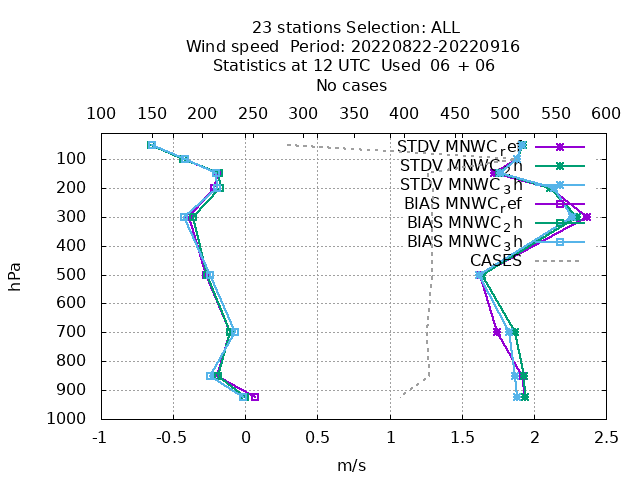 23 stations Selection: ALL
Wind speed  Period: 20220822-20220916
Statistics at 12 UTC  Used  06 + 06
No cases
100 150 200 250 300 350 400 450 500 550 600
STDV MNWC_ref
STDV MNWC_2h
STDV MNWC_3h
BIAS MNWC_ref
BIAS MNWC_2h
BIAS MNWC_3h
CASES
hPa
100
200
300
400
500
600
700
800
900
1000
-1 -0.5 0 0.5 1 1.5 2 2.5
m/s